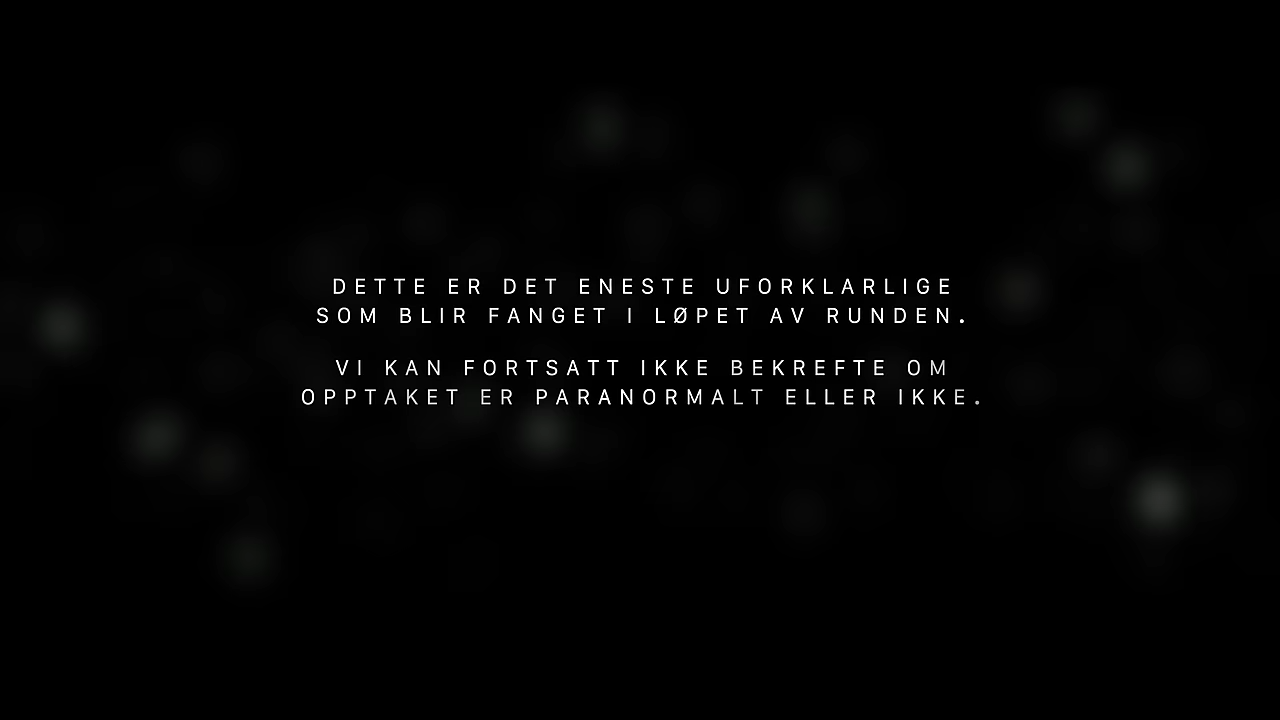 DETTE ER DET ENESTE UFORKLARLIGE
SOM BLIR FANGET I LØPET AV RUNDEN.
VI KAN FORTSATT IKKE BEKREFTE OM
OPPTAKET ER PARANORMALT ELLER IKKE.